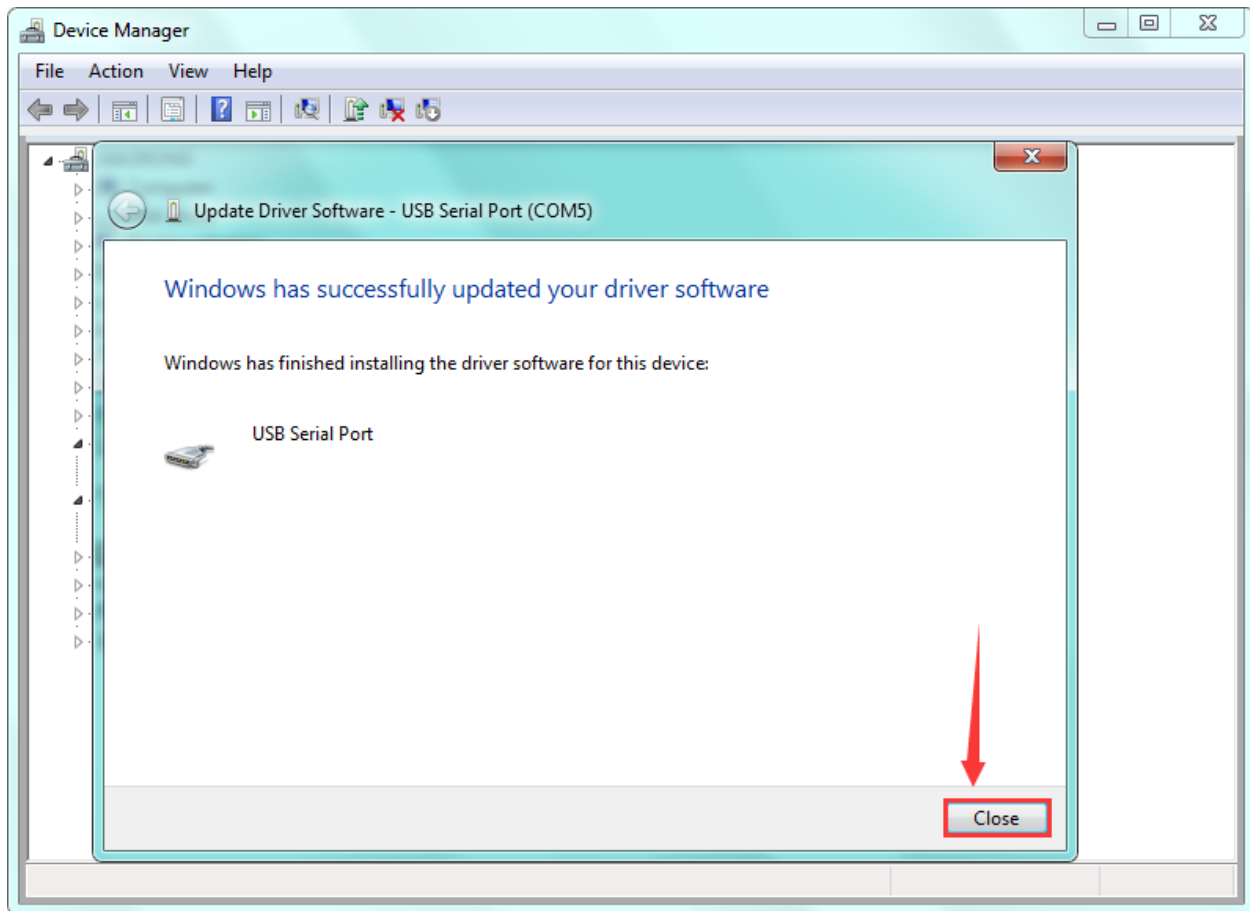 Device Manager
File Action View Help
Update Driver Software - USB Serial Port (COM5)
Windows has successfully updated your driver software
Windows has finished installing the driver software for this device:
USB Serial Port
Close